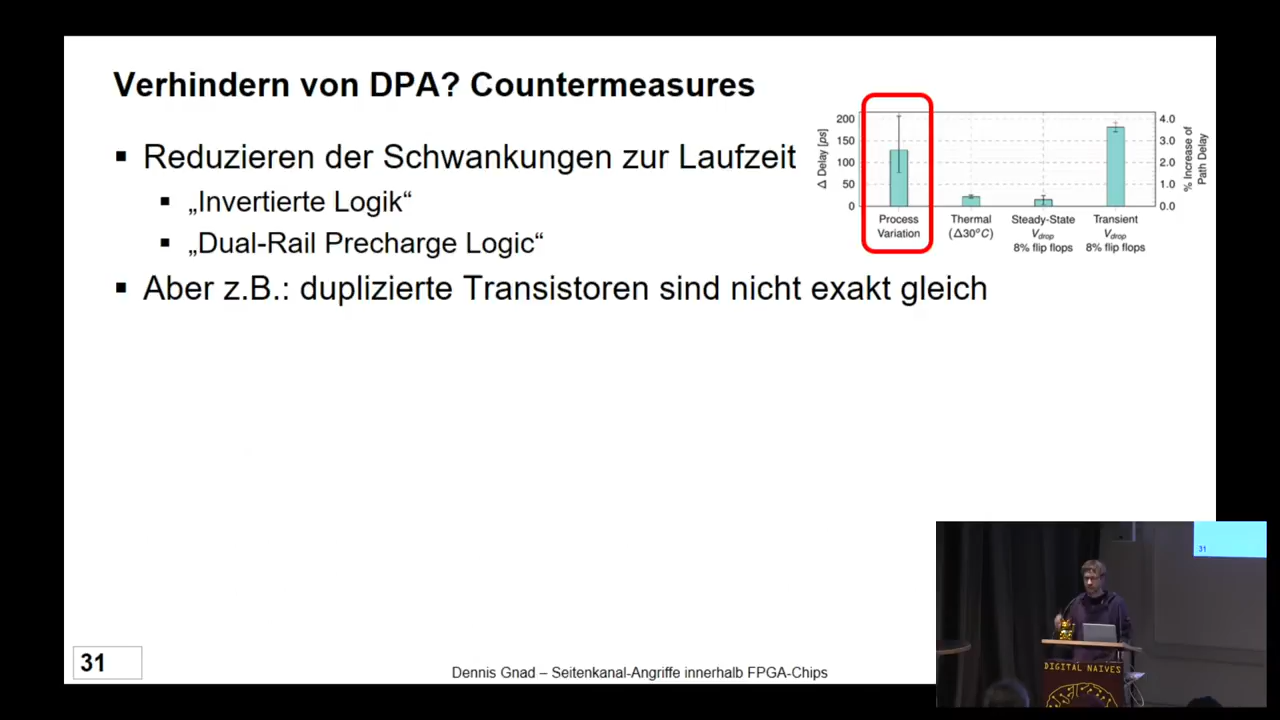 Verhindern von DPA? Countermeasures
▪ Reduzieren der Schwankungen zur Laufzeit
▪ „Invertierte Logik“
▪ „Dual-Rail Precharge Logic“
▪ Aber z.B.: duplizierte Transistoren sind nicht exakt gleich
Δ Delay [ps]
200
150
100
50
0
4.0
3.0
2.0
1.0
0.0
% Increase of
Path Delay
Process
Variation
Thermal
(Δ30°C)
Steady-State
Vdrop
8% flip flops
Transient
Vdrop
8% flip flops
31
Dennis Gnad – Seitenkanal-Angriffe innerhalb FPGA-Chips
31
DIGITAL NAIVES